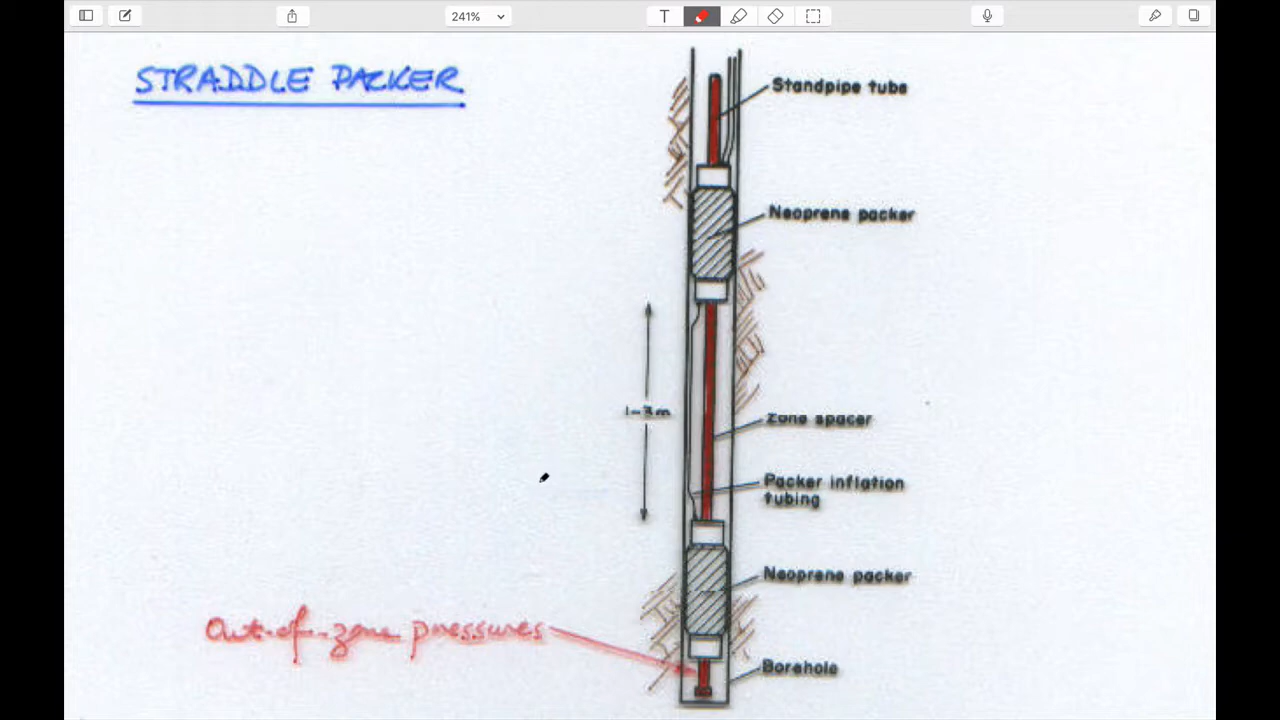 241%
T
STRADDLE PACKER
Standpipe tube
Neoprene packer
1-3m
Zone spacer
Packer inflation
tubing
Neoprene packer
Out-of-zone pressures
Borehole